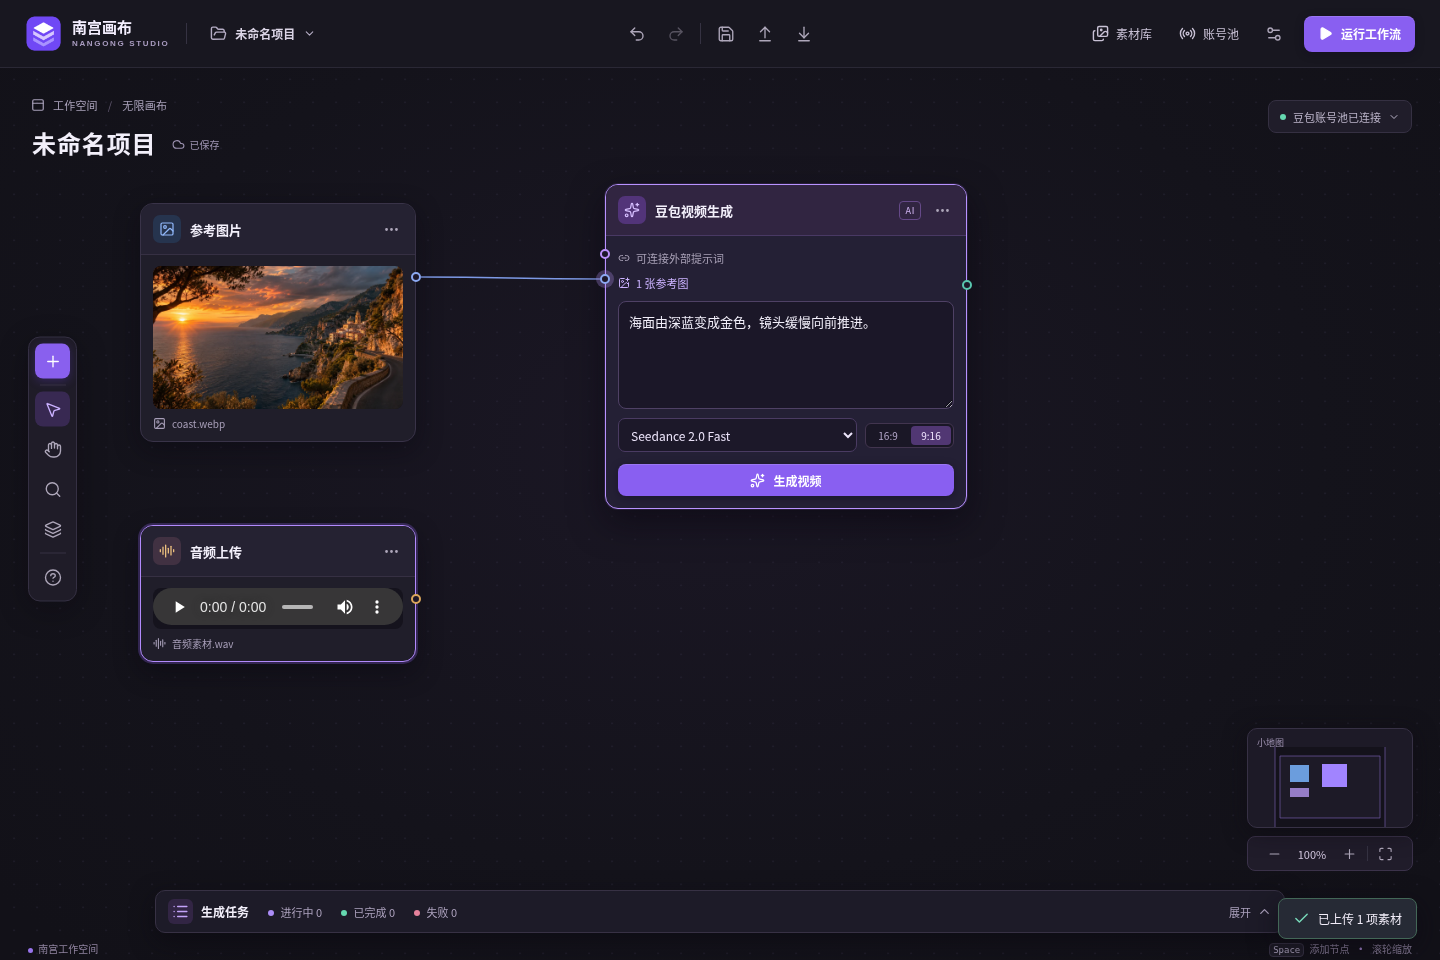 南宫画布
NANGONG STUDIO
未命名项目
素材库
账号池
运行工作流
工作空间 / 无限画布
豆包账号池已连接
未命名项目
已保存
参考图片
coast.webp
豆包视频生成
AI
可连接外部提示词
1 张参考图
海面由深蓝变成金色，镜头缓慢向前推进。
Seedance 2.0 Fast
16:9
9:16
生成视频
音频上传
0:00 / 0:00
音频素材.wav
小地图
100%
生成任务
进行中 0
已完成 0
失败 0
展开
已上传 1 项素材
南宫工作空间
Space 添加节点 • 滚轮缩放